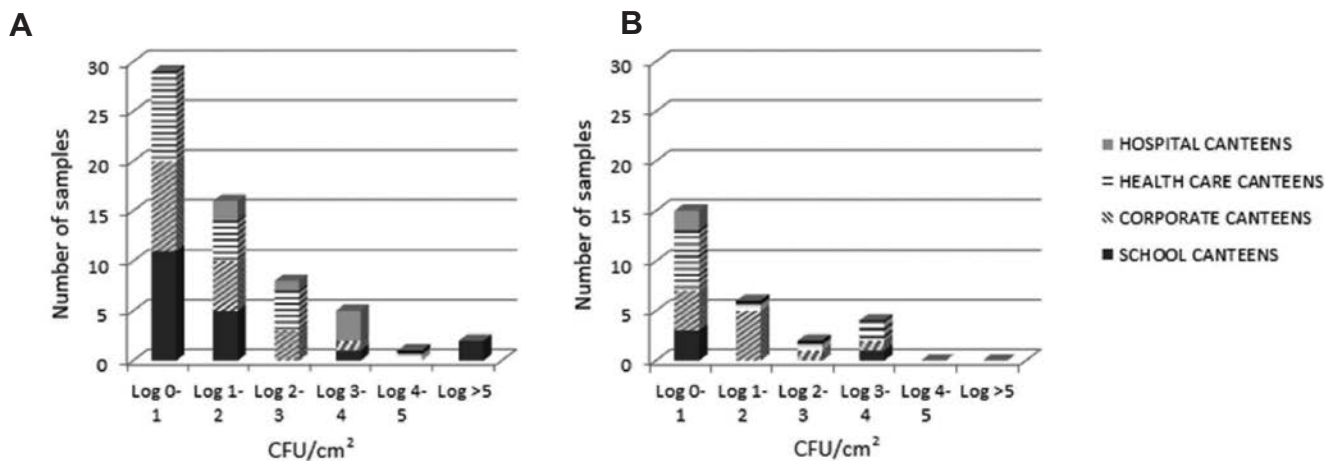 A
Number of samples
30
25
20
15
10
5
0
Log 0-
1
Log 1-
2
Log 2-
3
Log 3-
4
Log 4-
5
Log >5
CFU/cm²
B
Number of samples
30
25
20
15
10
5
0
Log 0-
1
Log 1-
2
Log 2-
3
Log 3-
4
Log 4-
5
Log >5
CFU/cm²
HOSPITAL CANTEENS
HEALTH CARE CANTEENS
CORPORATE CANTEENS
SCHOOL CANTEENS